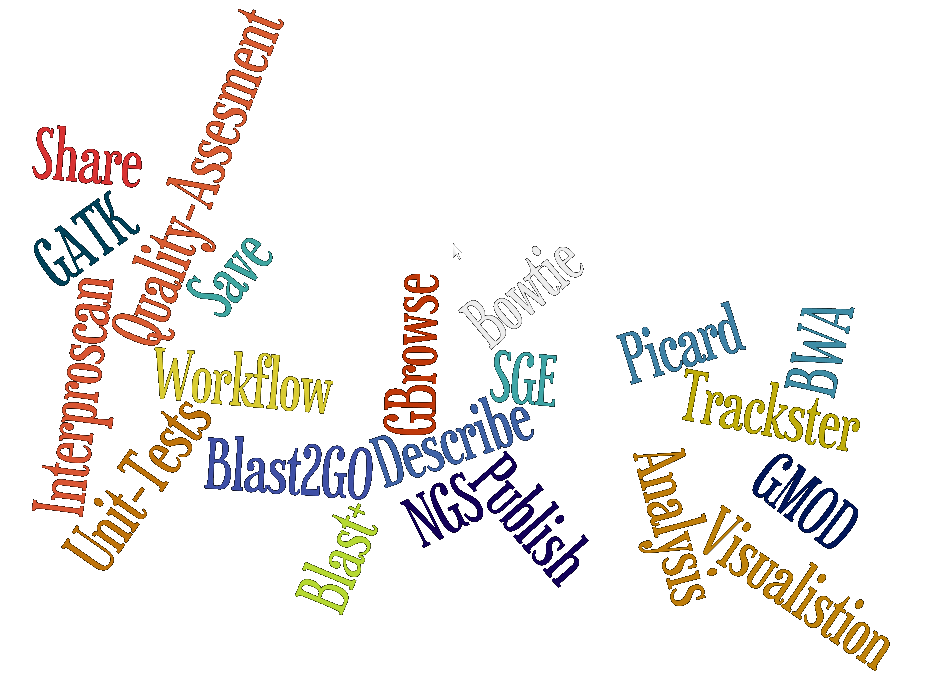 Quality-Assesment
Share
GATK
Save
Interproscan
GBrowse
Bowtie
Picard
BWA
Workflow
SGE
Trackster
Unit-Tests
Blast2GO
Describe
NGS
Publish
Analysis
GMOD
Blast+
Visualistion